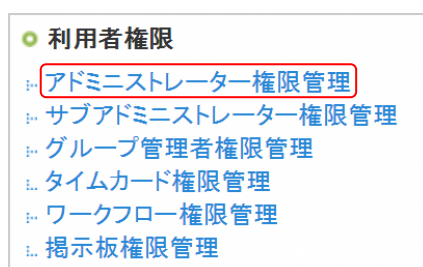 利用者権限
アドミニストレーター権限管理
サブアドミニストレーター権限管理
グループ管理者権限管理
タイムカード権限管理
ワークフロー権限管理
掲示板権限管理